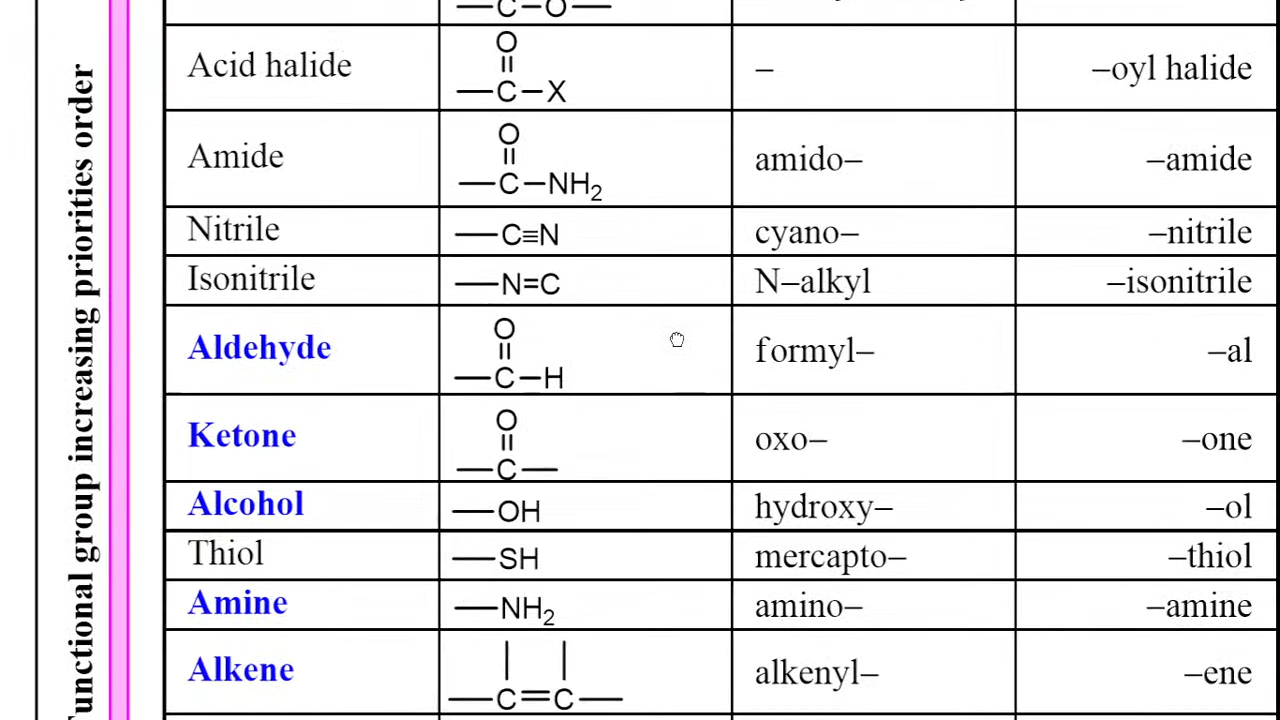 Functional group increasing priorities order
—C—O—
Acid halide
O
=
—C—X
–
–oyl halide
Amide
O
=
—C—NH2
amido–
–amide
Nitrile
—C≡N
cyano–
–nitrile
Isonitrile
—N=C
N–alkyl
–isonitrile
Aldehyde
O
=
—C—H
formyl–
–al
Ketone
O
=
—C—
oxo–
–one
Alcohol
—OH
hydroxy–
–ol
Thiol
—SH
mercapto–
–thiol
Amine
—NH2
amino–
–amine
Alkene
—C=C—
alkenyl–
–ene